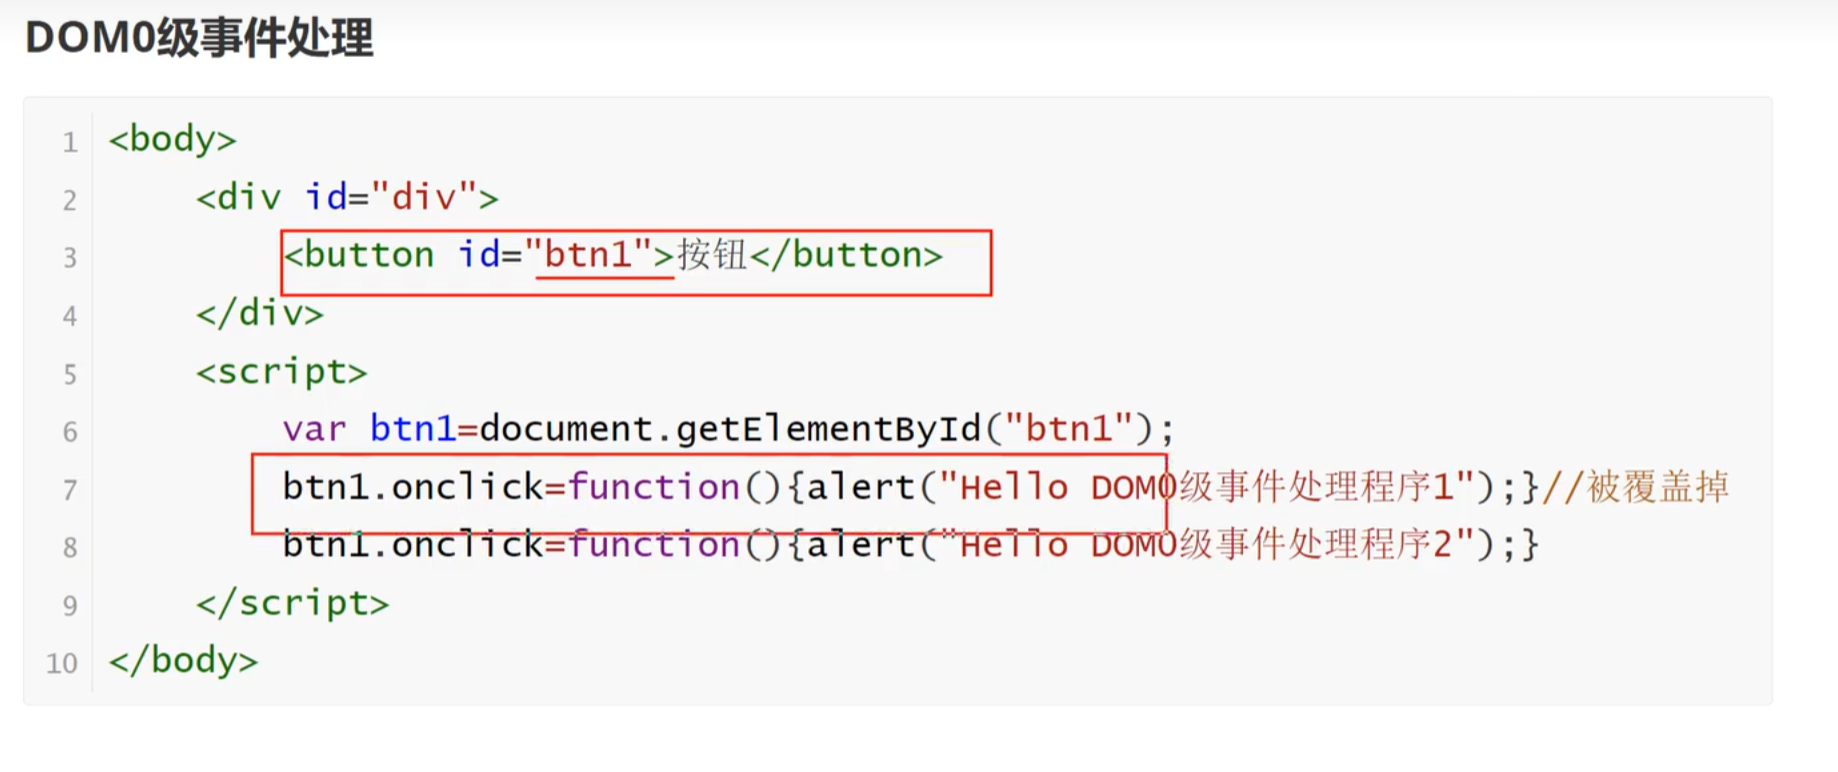 DOM0级事件处理
1 <body>
2 <div id="div">
3 <button id="btn1">按钮</button>
4 </div>
5 <script>
6 var btn1=document.getElementById("btn1");
7 btn1.onclick=function(){alert("Hello DOM0级事件处理程序1");}//被覆盖掉
8 btn1.onclick=function(){alert("Hello DOM0级事件处理程序2");}
9 </script>
10 </body>